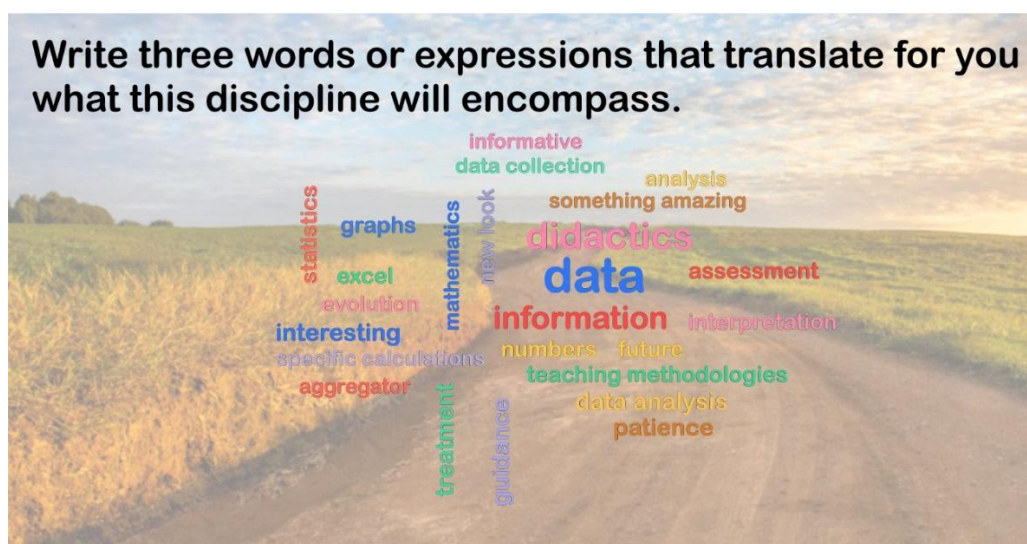 Write three words or expressions that translate for you
what this discipline will encompass.
informative
data collection
analysis
something amazing
statistics
graphs
mathematics
new look
didactics
excel
data
assessment
evolution
information
interpretation
interesting
numbers
future
specific calculations
teaching methodologies
aggregator
treatment
guidance
data analysis
patience